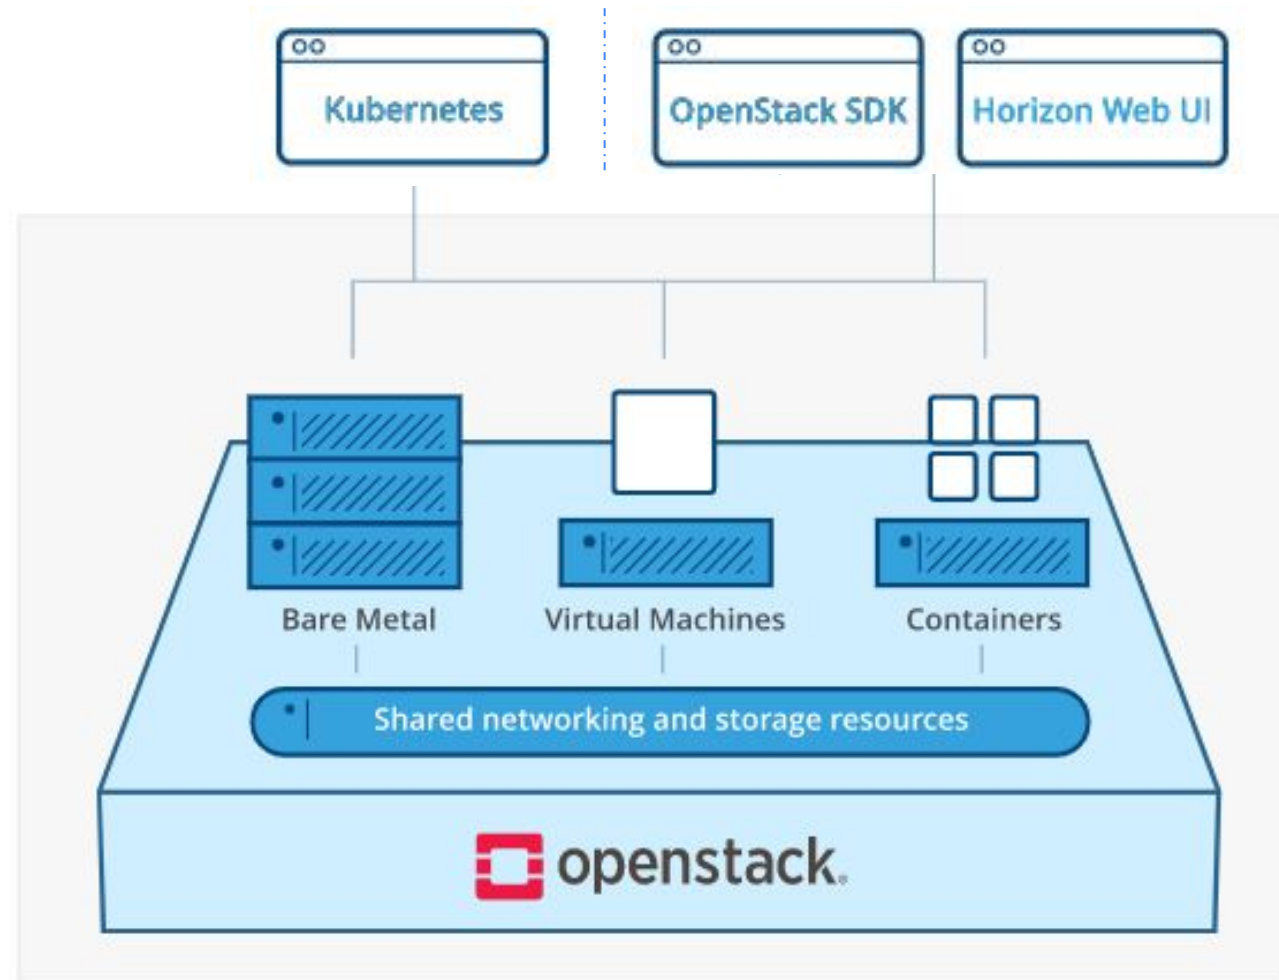 Kubernetes
OpenStack SDK
Horizon Web UI
Bare Metal
Virtual Machines
Containers
Shared networking and storage resources
openstack®